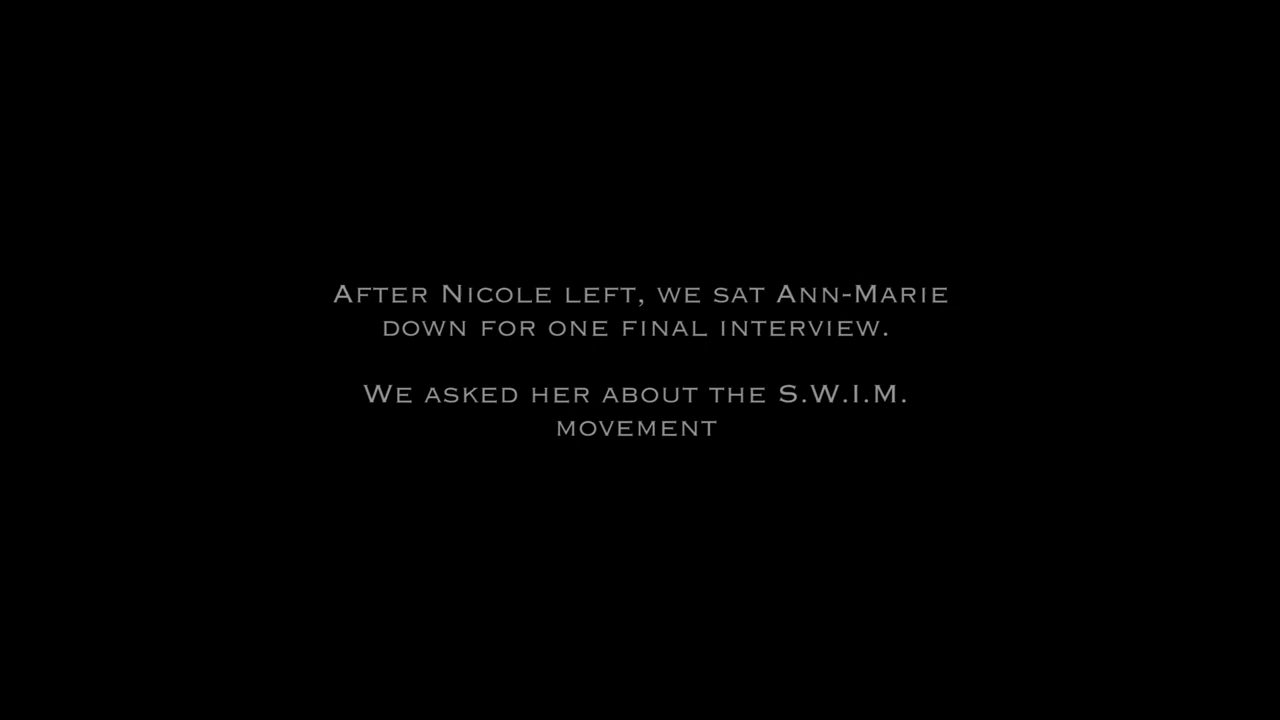 After Nicole left, we sat Ann-Marie
down for one final interview.
We asked her about the S.W.I.M.
movement